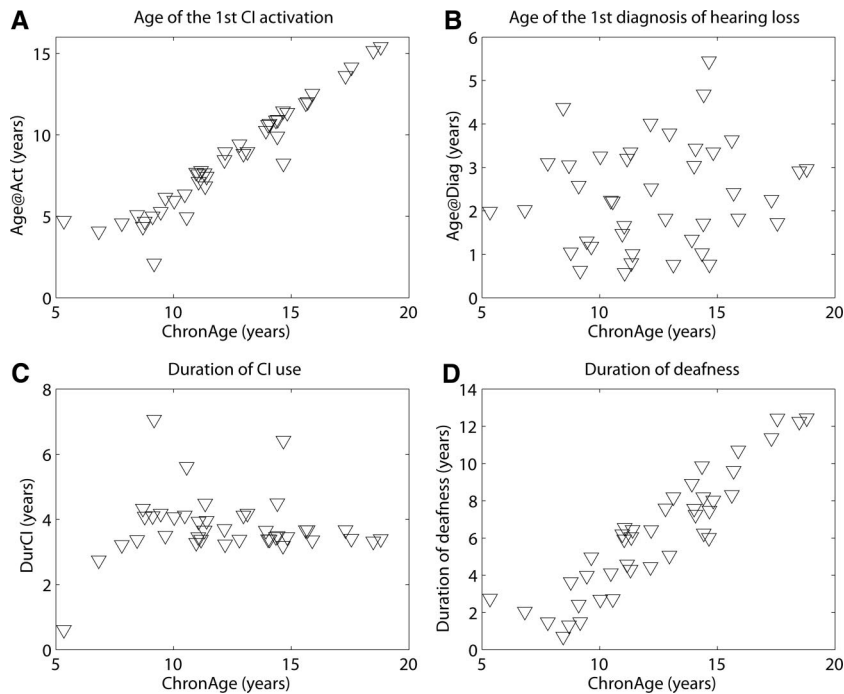 A
Age of the 1st CI activation
Age@Act (years)
15
10
5
0
5 10 15 20
ChronAge (years)
B
Age of the 1st diagnosis of hearing loss
Age@Diag (years)
6
5
4
3
2
1
0
5 10 15 20
ChronAge (years)
C
Duration of CI use
DurCI (years)
8
6
4
2
0
5 10 15 20
ChronAge (years)
D
Duration of deafness
Duration of deafness (years)
14
12
10
8
6
4
2
0
5 10 15 20
ChronAge (years)